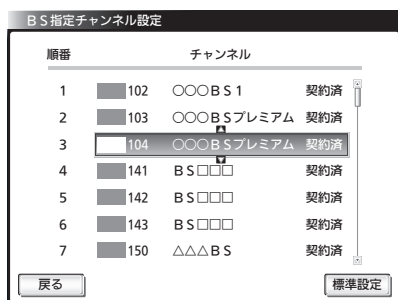 BS指定チャンネル設定
順番 チャンネル
1 102 ○○○BS1 契約済
2 103 ○○○BSプレミアム 契約済
3 104 ○○○BSプレミアム 契約済
4 141 BS□□□ 契約済
5 142 BS□□□ 契約済
6 143 BS□□□ 契約済
7 150 △△△BS 契約済
戻る 標準設定